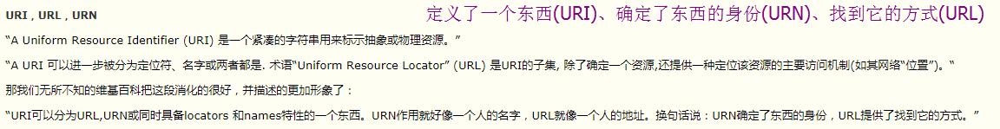 URI，URL，URN
定义了一个东西(URI)、确定了东西的身份(URN)、找到它的方式(URL)
“A Uniform Resource Identifier (URI) 是一个紧凑的字符串用来标示抽象或物理资源。”
“A URI 可以进一步被分为定位符、名字或两者都是. 术语“Uniform Resource Locator” (URL) 是URI的子集, 除了确定一个资源,还提供一种定位该资源的主要访问机制(如其网络“位置”)。“
那我们无所不知的维基百科把这段消化的很好，并描述的更加形象了：
“URI可以分为URL,URN或同时具备locators 和names特性的一个东西。URN作用就好像一个人的名字，URL就像一个人的地址。换句话说：URN确定了东西的身份，URL提供了找到它的方式。”